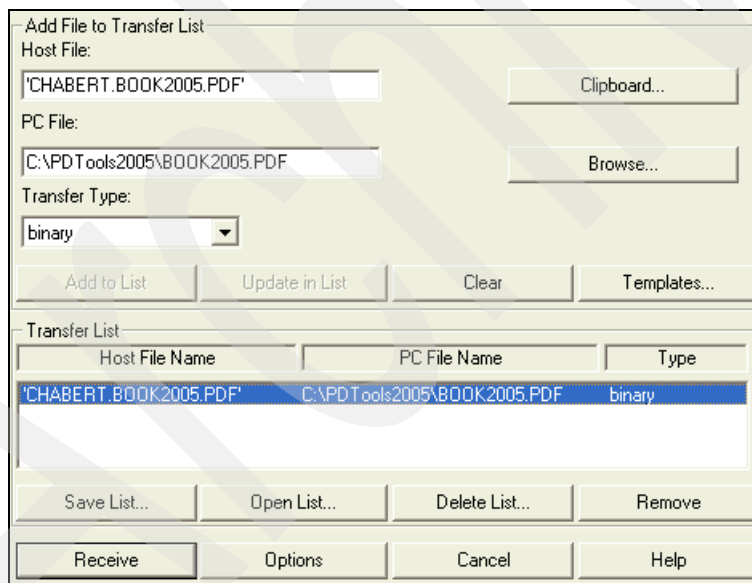 Add File to Transfer List
Host File:
'CHABERT.BOOK2005.PDF'
Clipboard...
PC File:
C:\PDTools2005\BOOK2005.PDF
Browse...
Transfer Type:
binary
Add to List Update in List Clear Templates...
Transfer List
Host File Name PC File Name Type
'CHABERT.BOOK2005.PDF' C:\PDTools2005\BOOK2005.PDF binary
Save List... Open List... Delete List... Remove
Receive Options Cancel Help